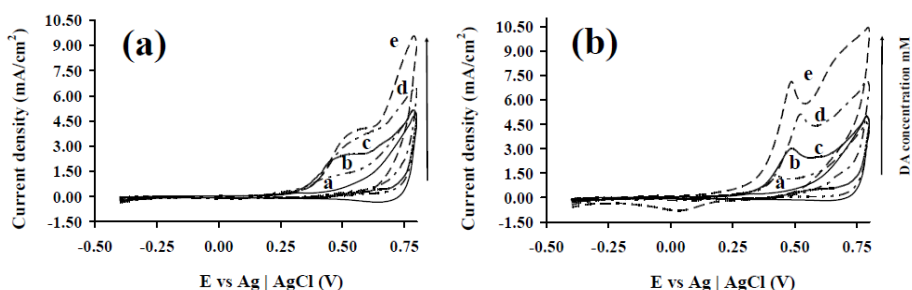 (a)
Current density (mA/cm²)
10.50
9.00
7.50
6.00
4.50
3.00
1.50
0.00
-1.50
e
d
c
b
a
-0.50 -0.25 0.00 0.25 0.50 0.75
E vs Ag | AgCl (V)
(b)
Current density (mA/cm²)
10.50
9.00
7.50
6.00
4.50
3.00
1.50
0.00
-1.50
e
d
c
b
a
-0.50 -0.25 0.00 0.25 0.50 0.75
E vs Ag | AgCl (V)
DA concentration mM